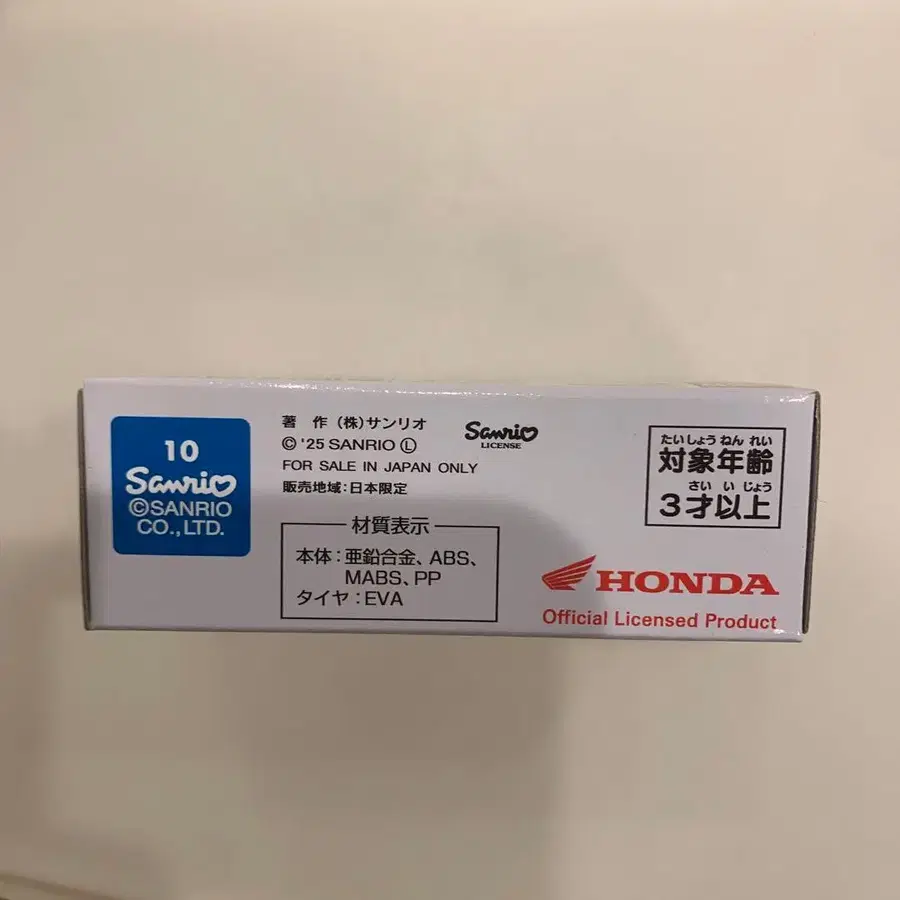 10
Sanrio
©SANRIO
CO.,LTD.
著 作 (株)サンリオ
© '25 SANRIO Ⓛ
FOR SALE IN JAPAN ONLY
販売地域:日本限定
Sanrio
LICENSE
材質表示
本体:亜鉛合金、ABS、
MABS、PP
タイヤ:EVA
たいしょう ねん れい
対象年齢
さい い じょう
3才以上
HONDA
Official Licensed Product